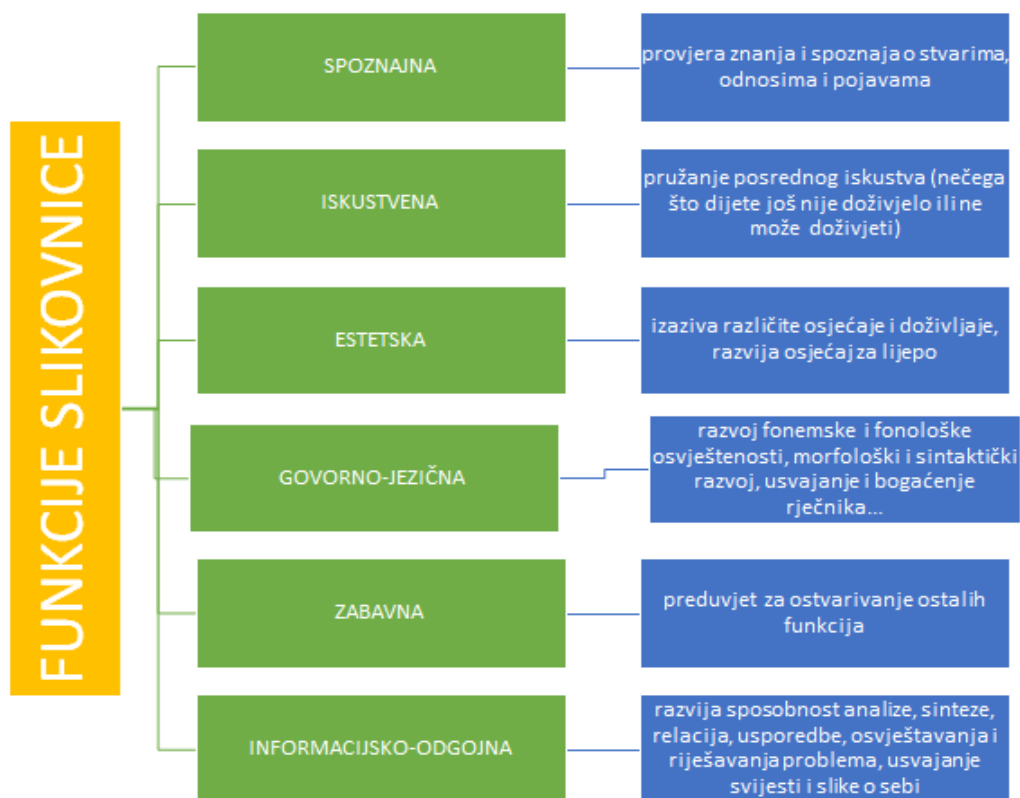 FUNKCIJE SLIKOVNICE
SPOZNAJNA
provjera znanja i spoznaja o stvarima,
odnosima i pojavama
ISKUSTVENA
pružanje posrednog iskustva (nečega
što dijete još nije doživjelo ili ne
može doživjeti)
ESTETSKA
izaziva različite osjećaje i doživljaje,
razvija osjećaj za lijepo
GOVORNO-JEZIČNA
razvoj fonemske i fonološke
osvještenosti, morfološki i sintaktički
razvoj, usvajanje i bogaćenje
rječnika...
ZABAVNA
preduvjet za ostvarivanje ostalih
funkcija
INFORMACIJSKO-ODGOJNA
razvija sposobnost analize, sinteze,
relacija, usporedbe, osvještavanja i
riješavanja problema, usvajanje
svijesti i slike o sebi